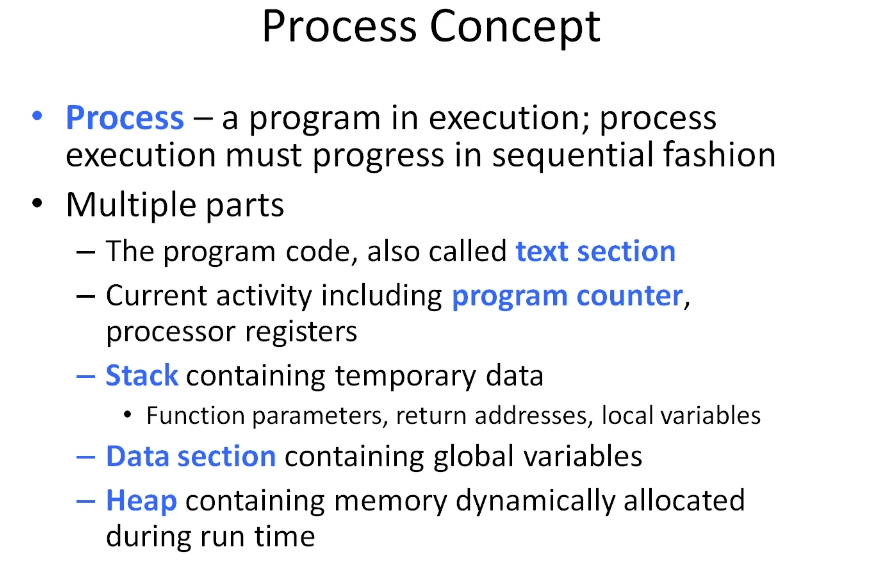 Process Concept
• Process – a program in execution; process
execution must progress in sequential fashion
• Multiple parts
– The program code, also called text section
– Current activity including program counter,
processor registers
– Stack containing temporary data
• Function parameters, return addresses, local variables
– Data section containing global variables
– Heap containing memory dynamically allocated
during run time